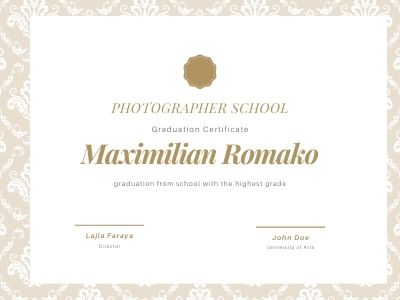 PHOTOGRAPHER SCHOOL
Graduation Certificate
Maximilian Romako
graduation from school with the highest grade
Lajla Faraya
Director
John Doe
University of Arts